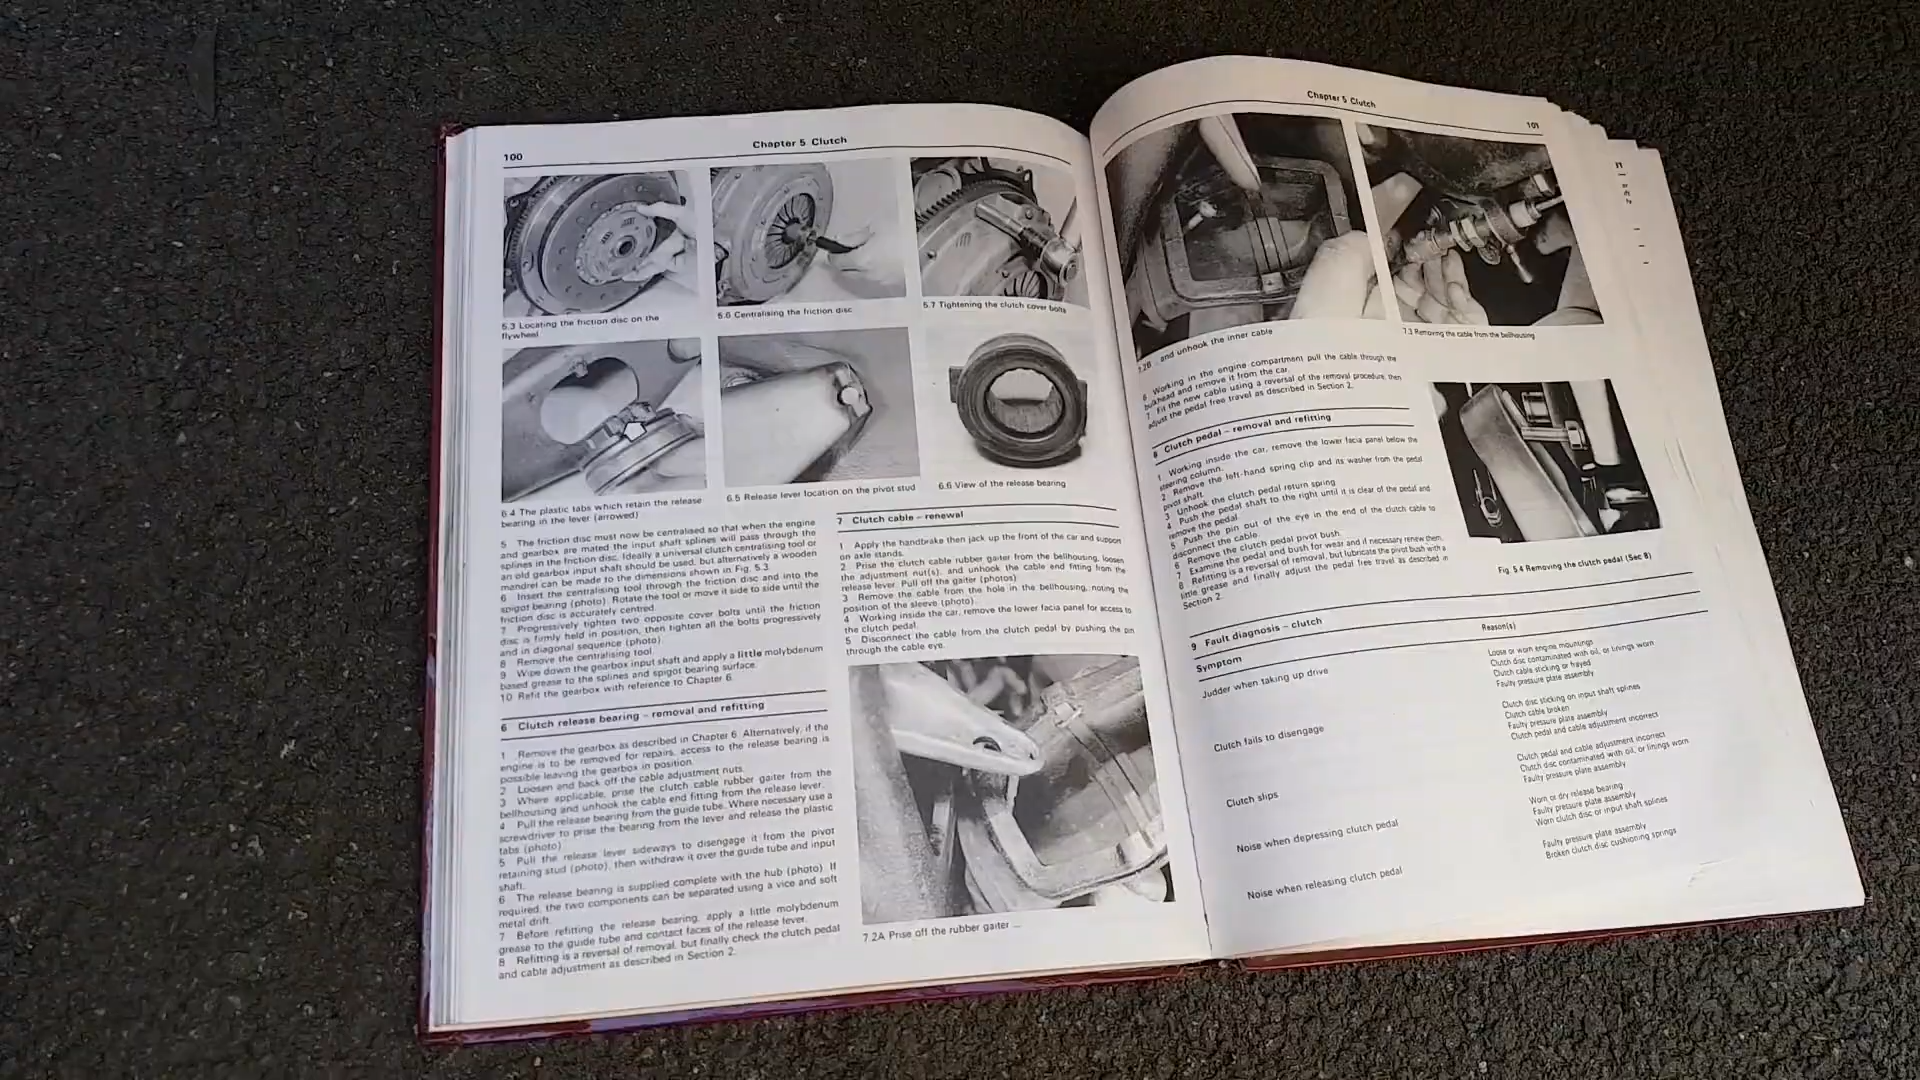 100
Chapter 5 Clutch
5.3 Locating the friction disc on the
flywheel
5.6 Centralising the friction disc
5.7 Tightening the clutch cover bolts
6.4 The plastic tabs which retain the release
bearing in the lever (arrowed)
6.5 Release lever location on the pivot stud
6.6 View of the release bearing
5 The friction disc must now be centralised so that when the engine
and gearbox are mated the input shaft splines will pass through the
splines in the friction disc. Ideally a universal clutch centralising tool or
an old gearbox input shaft should be used, but alternatively a wooden
mandrel can be made to the dimensions shown in Fig. 5.3.
6 Insert the centralising tool through the friction disc and into the
spigot bearing (photo). Rotate the tool or move it side to side until the
friction disc is accurately centred.
7 Progressively tighten two opposite cover bolts until the friction
disc is firmly held in position, then tighten all the bolts progressively
and in diagonal sequence (photo).
8 Remove the centralising tool.
9 Wipe down the gearbox input shaft and apply a little molybdenum
based grease to the splines and spigot bearing surface.
10 Refit the gearbox with reference to Chapter 6.
6 Clutch release bearing – removal and refitting
1 Remove the gearbox as described in Chapter 6. Alternatively, if the
engine is to be removed for repairs, access to the release bearing is
possible leaving the gearbox in position.
2 Loosen and back off the cable adjustment nuts.
3 Where applicable, prise the clutch cable rubber gaiter from the
bellhousing and unhook the cable end fitting from the release lever.
4 Pull the release bearing from the guide tube. Where necessary use a
screwdriver to prise the bearing from the lever and release the plastic
tabs (photo).
5 Pull the release lever sideways to disengage it from the pivot
retaining stud (photo), then withdraw it over the guide tube and input
shaft.
6 The release bearing is supplied complete with the hub (photo). If
required, the two components can be separated using a vice and soft
metal drift.
7 Before refitting the release bearing, apply a little molybdenum
grease to the guide tube and contact faces of the release lever.
8 Refitting is a reversal of removal, but finally check the clutch pedal
and cable adjustment as described in Section 2.
7 Clutch cable – renewal
1 Apply the handbrake then jack up the front of the car and support
on axle stands.
2 Prise the clutch cable rubber gaiter from the bellhousing, loosen
the adjustment nut(s), and unhook the cable end fitting from the
release lever. Pull off the gaiter (photos).
3 Remove the cable from the hole in the bellhousing, noting the
position of the sleeve (photo).
4 Working inside the car, remove the lower facia panel for access to
the clutch pedal.
5 Disconnect the cable from the clutch pedal by pushing the pin
through the cable eye.
7.2A Prise off the rubber gaiter ...
Chapter 5 Clutch
101
7.2B ... and unhook the inner cable
7.3 Removing the cable from the bellhousing
6 Working in the engine compartment pull the cable through the
bulkhead and remove it from the car.
7 Fit the new cable using a reversal of the removal procedure, then
adjust the pedal free travel as described in Section 2.
8 Clutch pedal – removal and refitting
1 Working inside the car, remove the lower facia panel below the
steering column.
2 Remove the left-hand spring clip and its washer from the pedal
pivot shaft.
3 Unhook the clutch pedal return spring.
4 Push the pedal shaft to the right until it is clear of the pedal and
remove the pedal.
5 Push the pin out of the eye in the end of the clutch cable to
disconnect the cable.
6 Remove the clutch pedal pivot bush.
7 Examine the pedal and bush for wear and if necessary renew them.
8 Refitting is a reversal of removal, but lubricate the pivot bush with a
little grease and finally adjust the pedal free travel as described in
Section 2.
Fig. 5.4 Removing the clutch pedal (Sec 8)
9 Fault diagnosis – clutch
Symptom
Reason(s)
Judder when taking up drive
Loose or worn engine mountings
Clutch disc contaminated with oil, or linings worn
Clutch cable sticking or frayed
Faulty pressure plate assembly
Clutch fails to disengage
Clutch disc sticking on input shaft splines
Clutch cable broken
Faulty pressure plate assembly
Clutch pedal and cable adjustment incorrect
Clutch slips
Clutch pedal and cable adjustment incorrect
Clutch disc contaminated with oil, or linings worn
Faulty pressure plate assembly
Noise when depressing clutch pedal
Worn or dry release bearing
Faulty pressure plate assembly
Worn clutch disc or input shaft splines
Noise when releasing clutch pedal
Faulty pressure plate assembly
Broken clutch disc cushioning springs